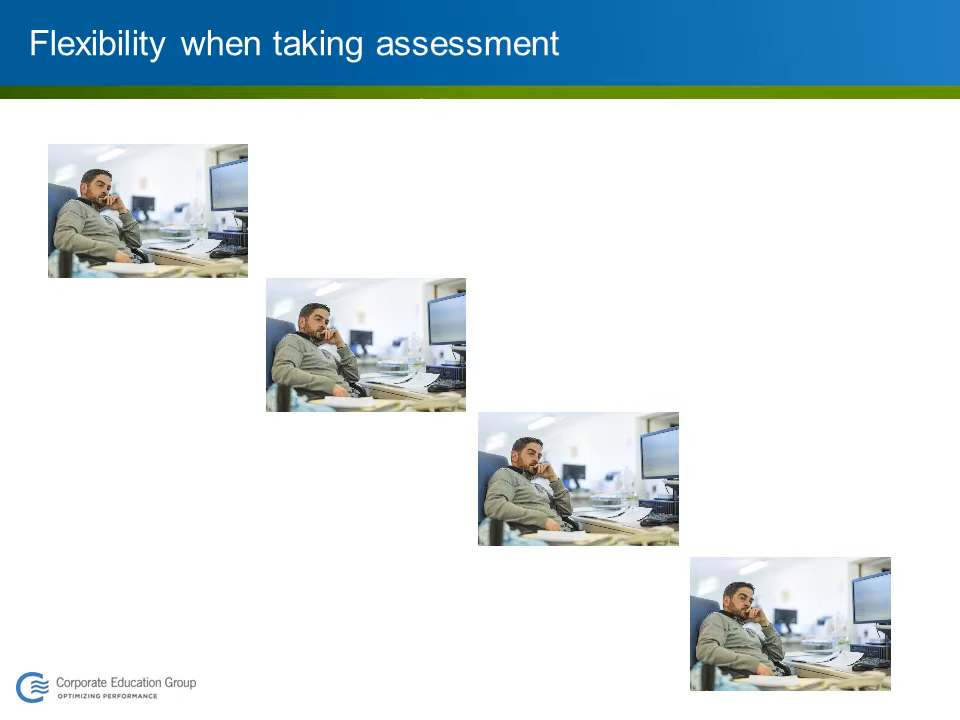 Flexibility when taking assessment
Corporate Education Group
OPTIMIZING PERFORMANCE